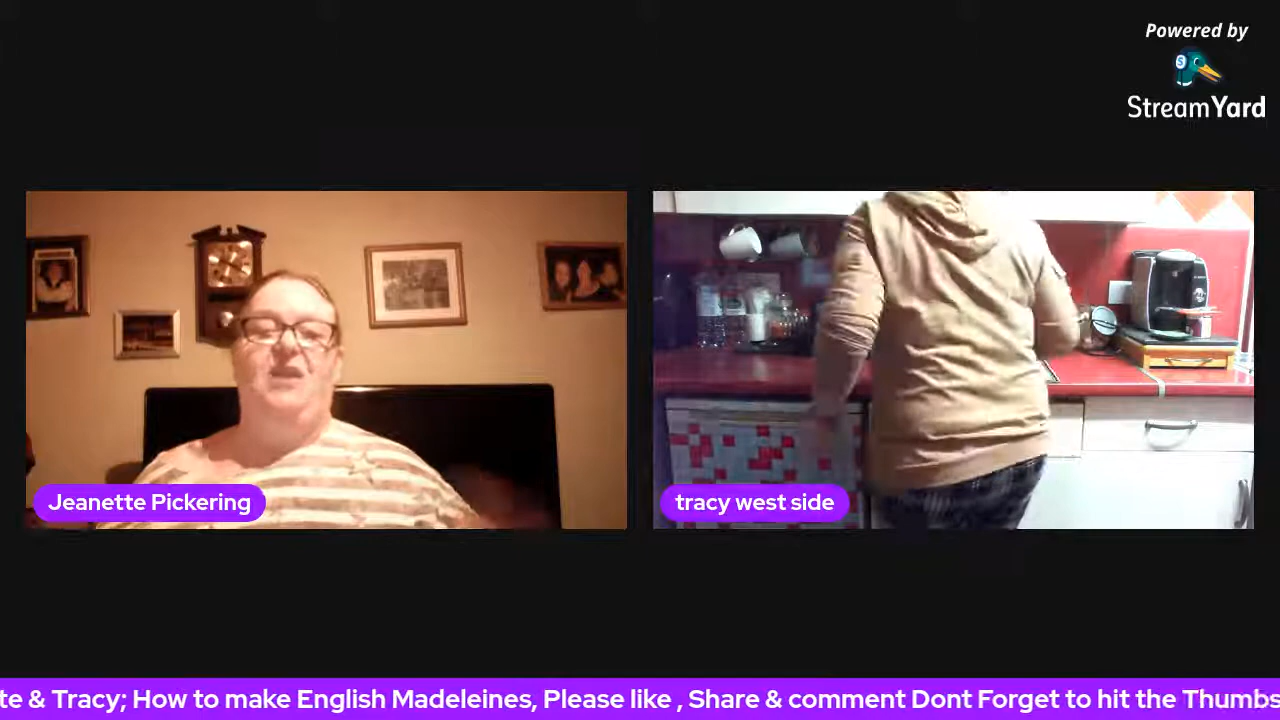 Powered by
StreamYard
Jeanette Pickering
tracy west side
te & Tracy; How to make English Madeleines, Please like , Share & comment Dont Forget to hit the Thumbs